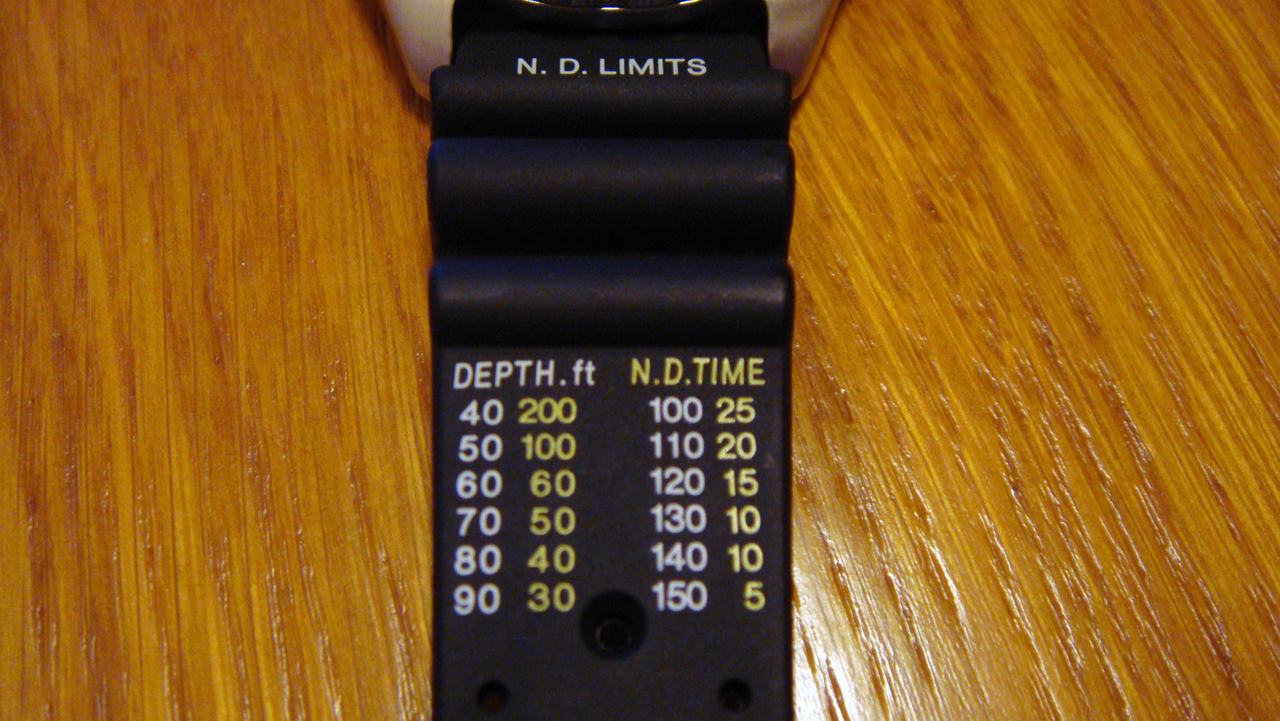 N. D. LIMITS
DEPTH.ft N.D.TIME
40 200 100 25
50 100 110 20
60 60 120 15
70 50 130 10
80 40 140 10
90 30 150 5